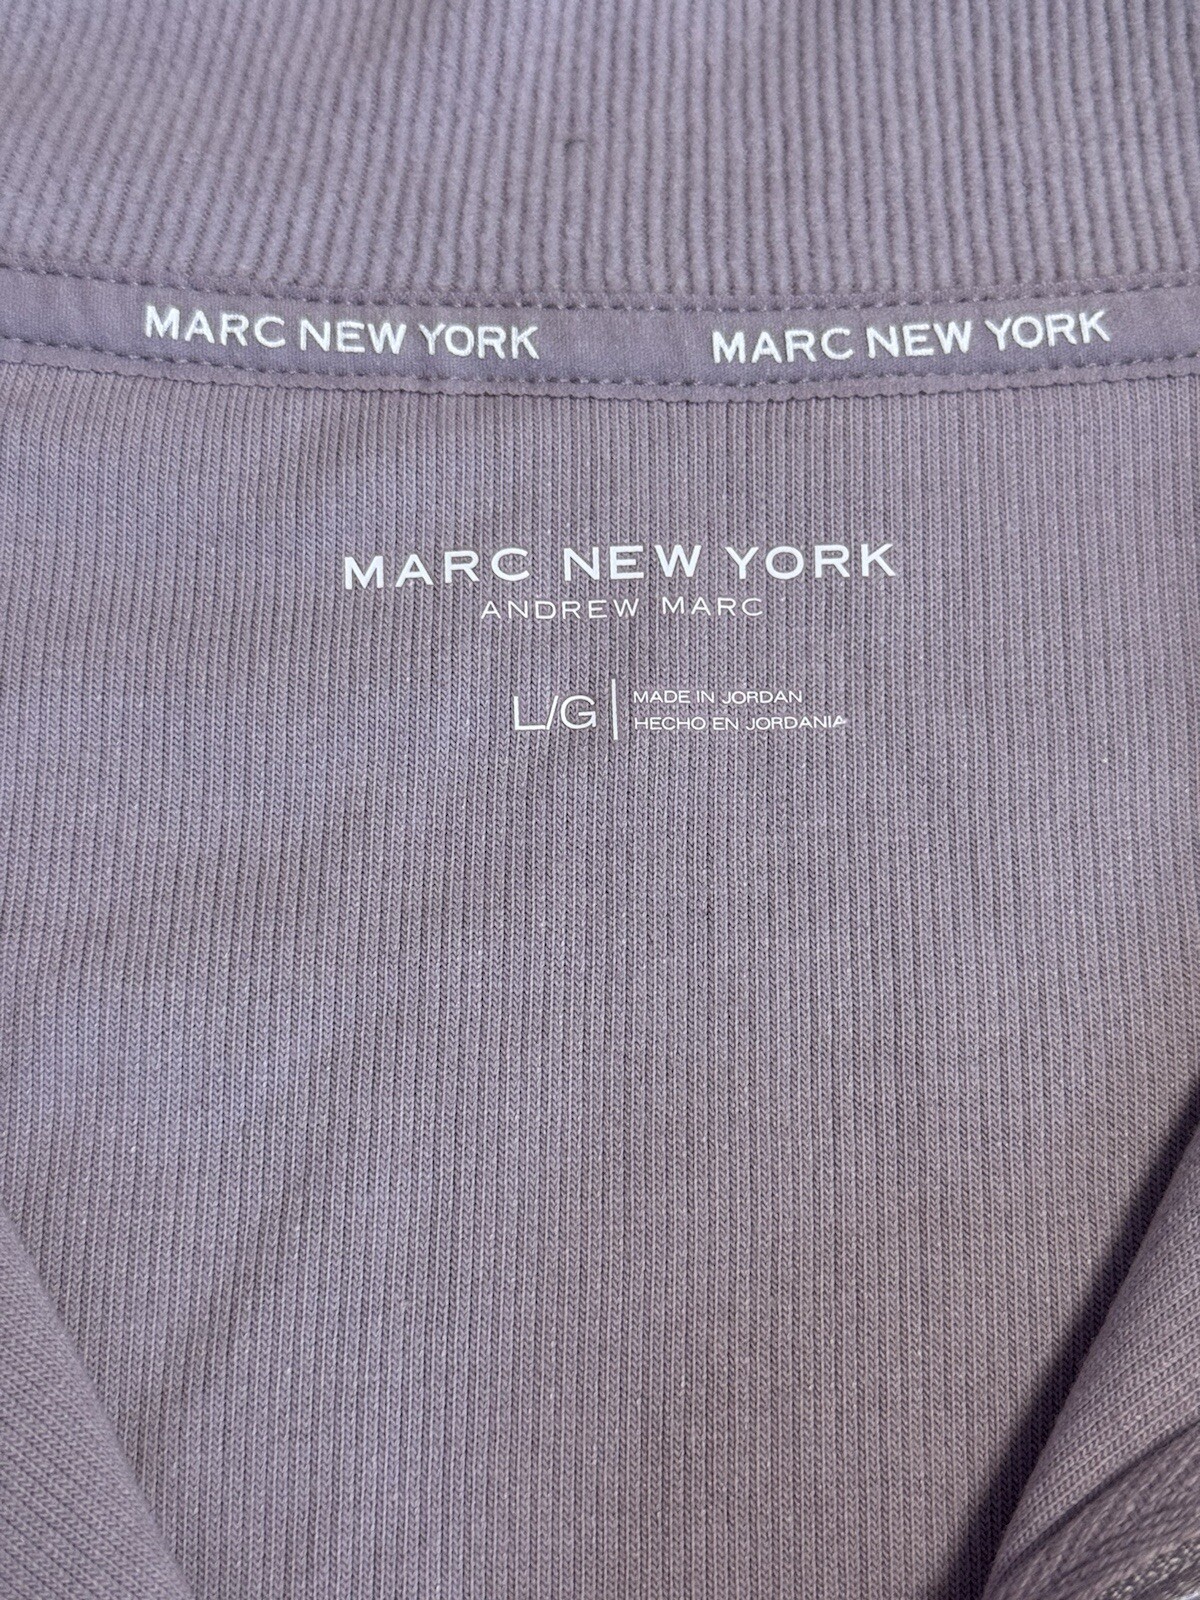 MARC NEW YORK MARC NEW YORK
MARC NEW YORK
ANDREW MARC
L/G
MADE IN JORDAN
HECHO EN JORDANIA